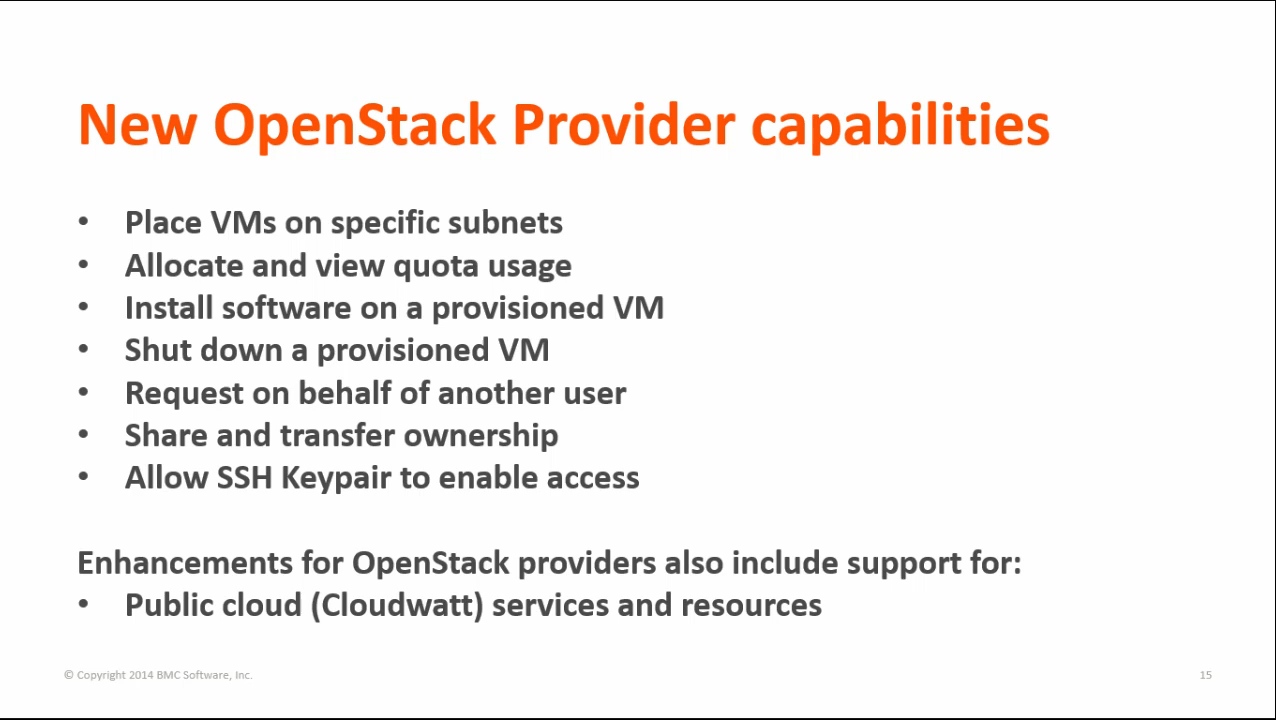 New OpenStack Provider capabilities
• Place VMs on specific subnets
• Allocate and view quota usage
• Install software on a provisioned VM
• Shut down a provisioned VM
• Request on behalf of another user
• Share and transfer ownership
• Allow SSH Keypair to enable access
Enhancements for OpenStack providers also include support for:
• Public cloud (Cloudwatt) services and resources
© Copyright 2014 BMC Software, Inc.
15